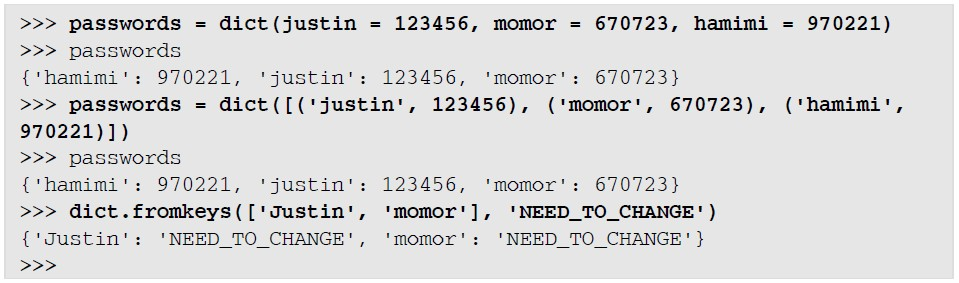 >>> passwords = dict(justin = 123456, momor = 670723, hamimi = 970221)
>>> passwords
{'hamimi': 970221, 'justin': 123456, 'momor': 670723}
>>> passwords = dict([('justin', 123456), ('momor', 670723), ('hamimi',
970221)])
>>> passwords
{'hamimi': 970221, 'justin': 123456, 'momor': 670723}
>>> dict.fromkeys(['Justin', 'momor'], 'NEED_TO_CHANGE')
{'Justin': 'NEED_TO_CHANGE', 'momor': 'NEED_TO_CHANGE'}
>>>